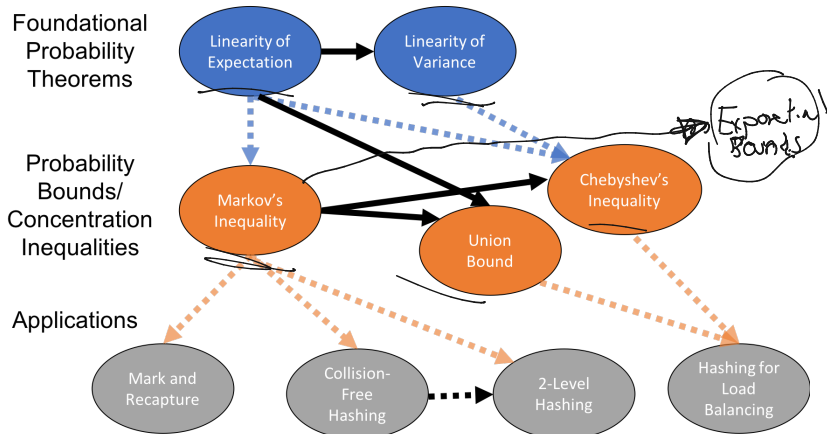 Foundational
Probability
Theorems
Linearity of
Expectation
Linearity of
Variance
Exponential
Bounds
Probability
Bounds/
Concentration
Inequalities
Markov's
Inequality
Chebyshev's
Inequality
Union
Bound
Applications
Mark and
Recapture
Collision-
Free
Hashing
2-Level
Hashing
Hashing for
Load
Balancing